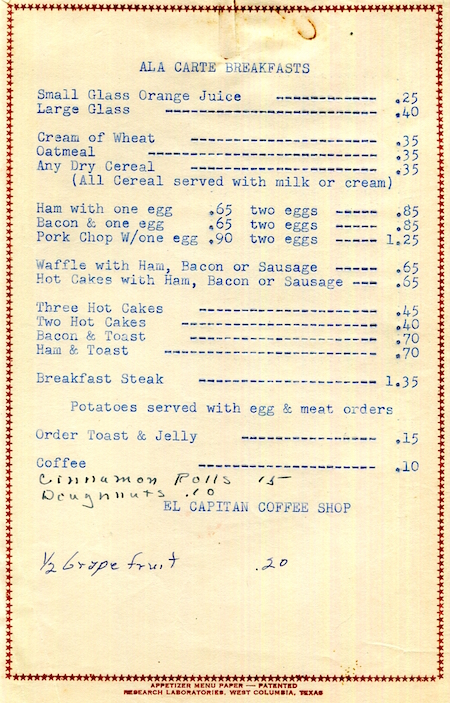 ALA CARTE BREAKFASTS
Small Glass Orange Juice ------------ .25
Large Glass ---------------------- .40
Cream of Wheat ------------------- .35
Oatmeal -------------------------- .35
Any Dry Cereal ------------------- .35
(All Cereal served with milk or cream)
Ham with one egg .65 two eggs ----- .85
Bacon & one egg .65 two eggs ----- .85
Pork Chop W/one egg .90 two eggs ----- 1.25
Waffle with Ham, Bacon or Sausage ----- .65
Hot Cakes with Ham, Bacon or Sausage --- .65
Three Hot Cakes ------------------ .45
Two Hot Cakes -------------------- .40
Bacon & Toast ------------------ .70
Ham & Toast ---------------------- .70
Breakfast Steak ------------------ 1.35
Potatoes served with egg & meat orders
Order Toast & Jelly -------------- .15
Coffee ------------------ .10
Cinnamon Rolls 15
Doughnuts .10
EL CAPITAN COFFEE SHOP
1/2 Grapefruit .20
APPETIZER MENU PAPER — PATENTED
RESEARCH LABORATORIES, WEST COLUMBIA, TEXAS